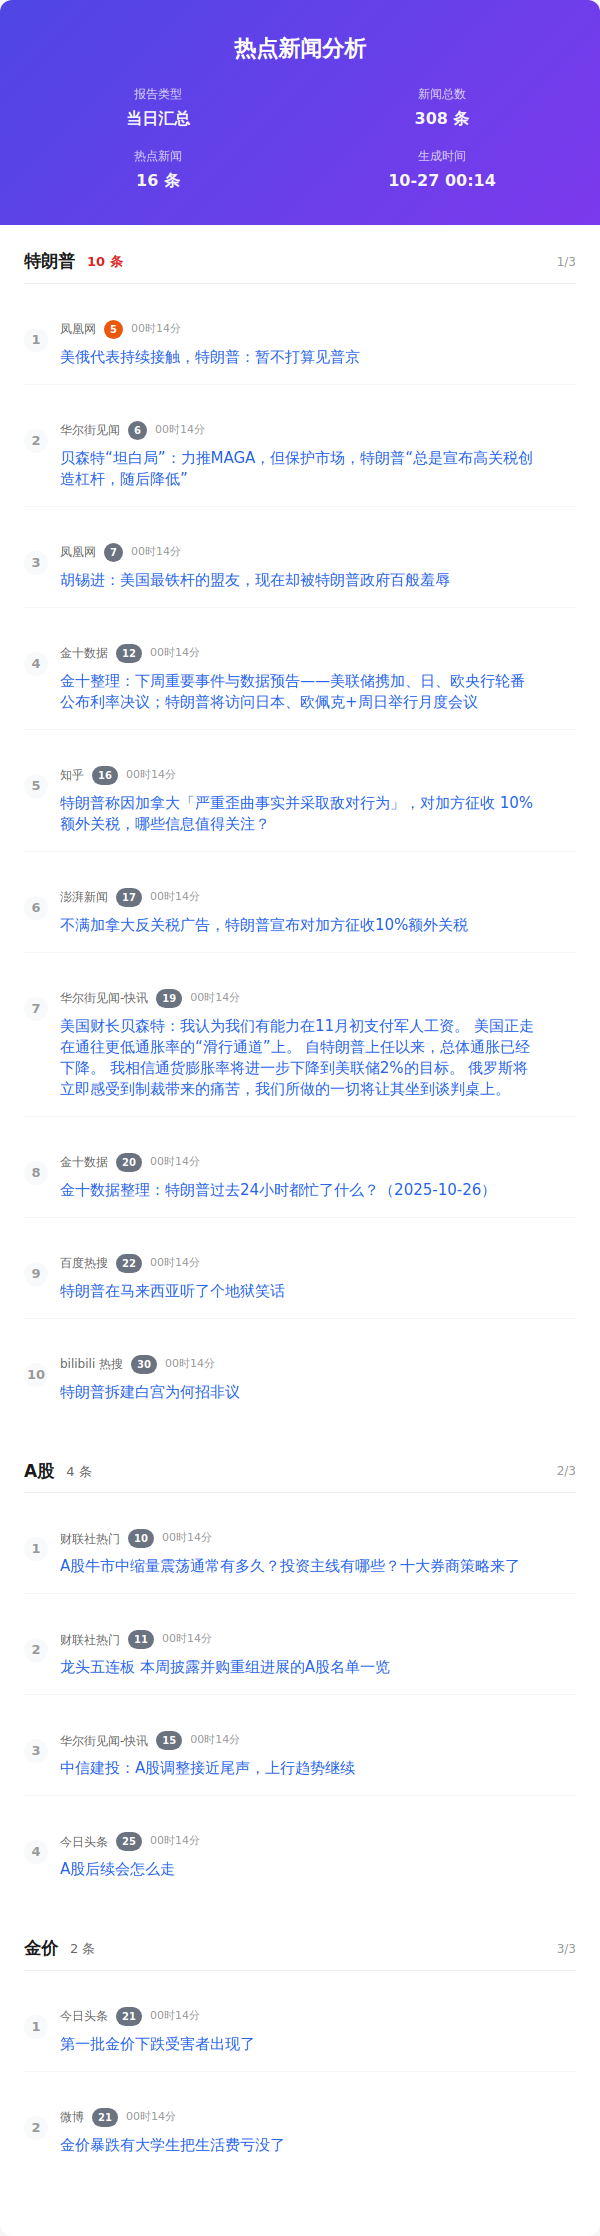 热点新闻分析
报告类型
新闻总数
当日汇总
308 条
热点新闻
生成时间
16 条
10-27 00:14
特朗普 10 条 1/3
1
凤凰网 5 00时14分
美俄代表持续接触，特朗普：暂不打算见普京
2
华尔街见闻 6 00时14分
贝森特“坦白局”：力推MAGA，但保护市场，特朗普“总是宣布高关税创
造杠杆，随后降低”
3
凤凰网 7 00时14分
胡锡进：美国最铁杆的盟友，现在却被特朗普政府百般羞辱
4
金十数据 12 00时14分
金十整理：下周重要事件与数据预告——美联储携加、日、欧央行轮番
公布利率决议；特朗普将访问日本、欧佩克+周日举行月度会议
5
知乎 16 00时14分
特朗普称因加拿大「严重歪曲事实并采取敌对行为」，对加方征收 10%
额外关税，哪些信息值得关注？
6
澎湃新闻 17 00时14分
不满加拿大反关税广告，特朗普宣布对加方征收10%额外关税
7
华尔街见闻-快讯 19 00时14分
美国财长贝森特：我认为我们有能力在11月初支付军人工资。 美国正走
在通往更低通胀率的“滑行通道”上。 自特朗普上任以来，总体通胀已经
下降。 我相信通货膨胀率将进一步下降到美联储2%的目标。 俄罗斯将
立即感受到制裁带来的痛苦，我们所做的一切将让其坐到谈判桌上。
8
金十数据 20 00时14分
金十数据整理：特朗普过去24小时都忙了什么？（2025-10-26）
9
百度热搜 22 00时14分
特朗普在马来西亚听了个地狱笑话
10
bilibili 热搜 30 00时14分
特朗普拆建白宫为何招非议
A股 4 条 2/3
1
财联社热门 10 00时14分
A股牛市中缩量震荡通常有多久？投资主线有哪些？十大券商策略来了
2
财联社热门 11 00时14分
龙头五连板 本周披露并购重组进展的A股名单一览
3
华尔街见闻-快讯 15 00时14分
中信建投：A股调整接近尾声，上行趋势继续
4
今日头条 25 00时14分
A股后续会怎么走
金价 2 条 3/3
1
今日头条 21 00时14分
第一批金价下跌受害者出现了
2
微博 21 00时14分
金价暴跌有大学生把生活费亏没了